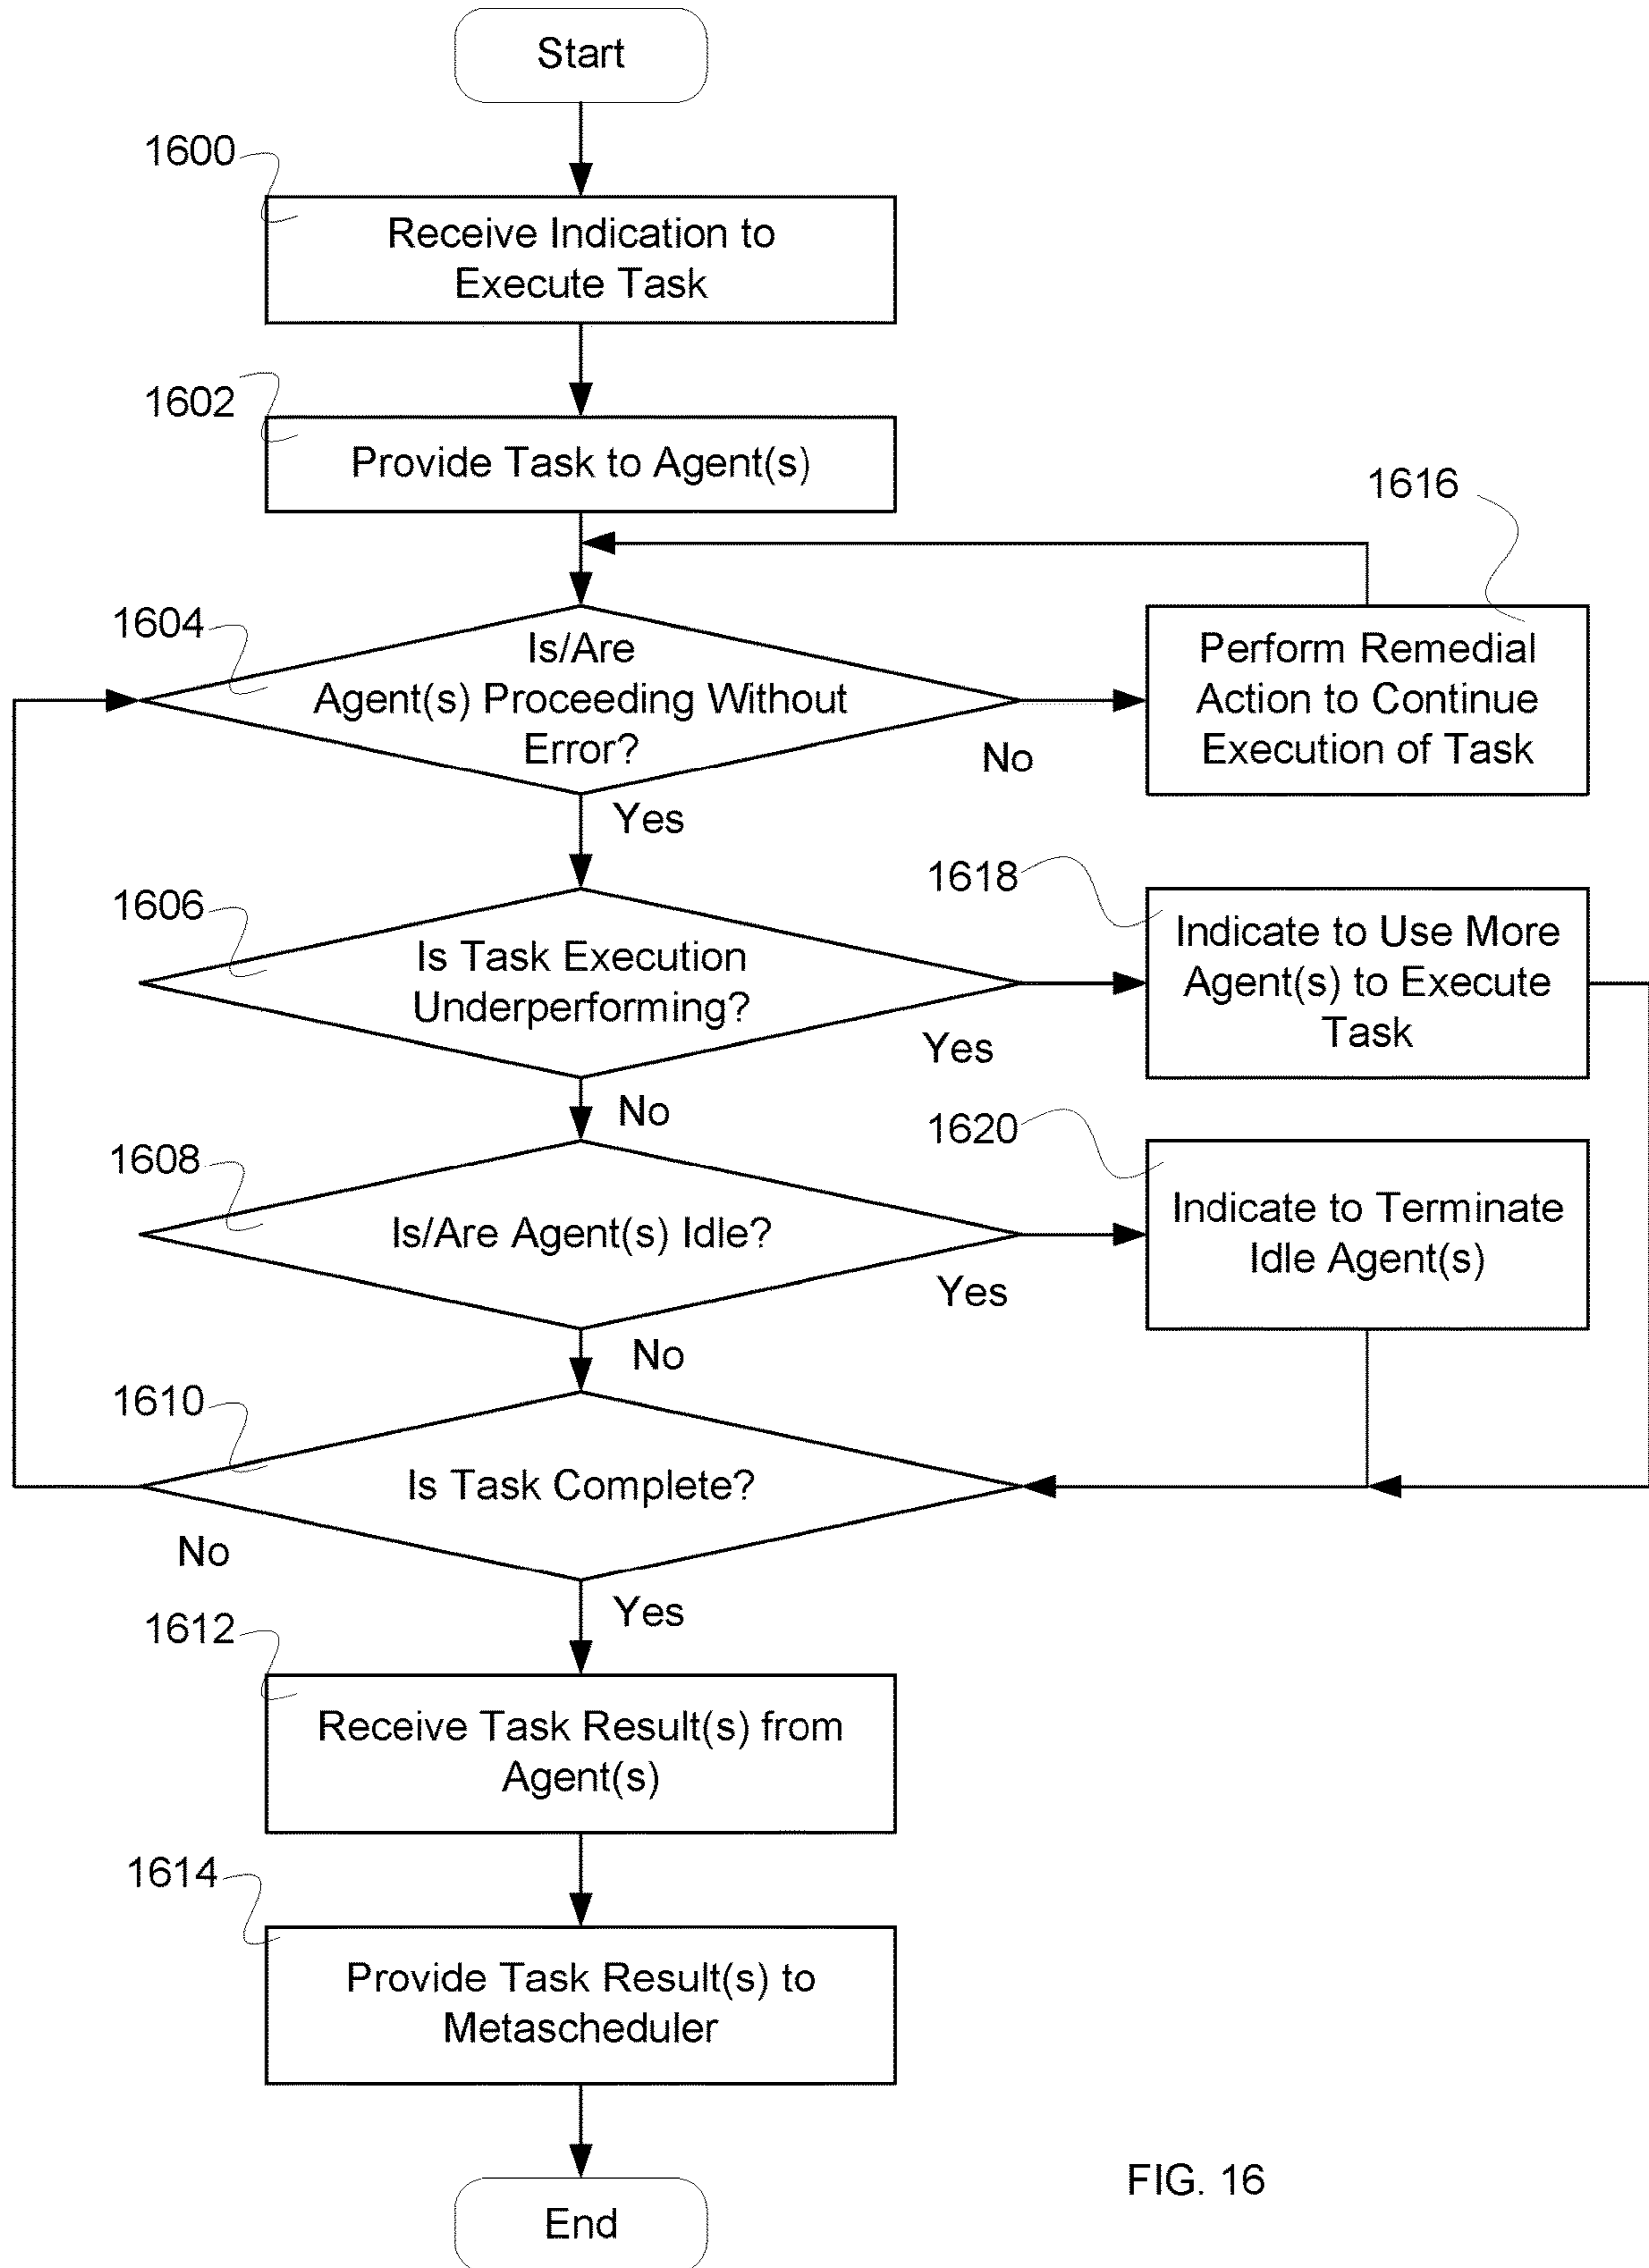 Start
1600
Receive Indication to
Execute Task
1602
Provide Task to Agent(s)
1616
1604
Is/Are
Agent(s) Proceeding Without
Error?
No
Perform Remedial
Action to Continue
Execution of Task
Yes
1606
Is Task Execution
Underperforming?
Yes
1618
Indicate to Use More
Agent(s) to Execute
Task
No
1608
Is/Are Agent(s) Idle?
Yes
1620
Indicate to Terminate
Idle Agent(s)
No
1610
Is Task Complete?
No
Yes
1612
Receive Task Result(s) from
Agent(s)
1614
Provide Task Result(s) to
Metascheduler
End
FIG. 16